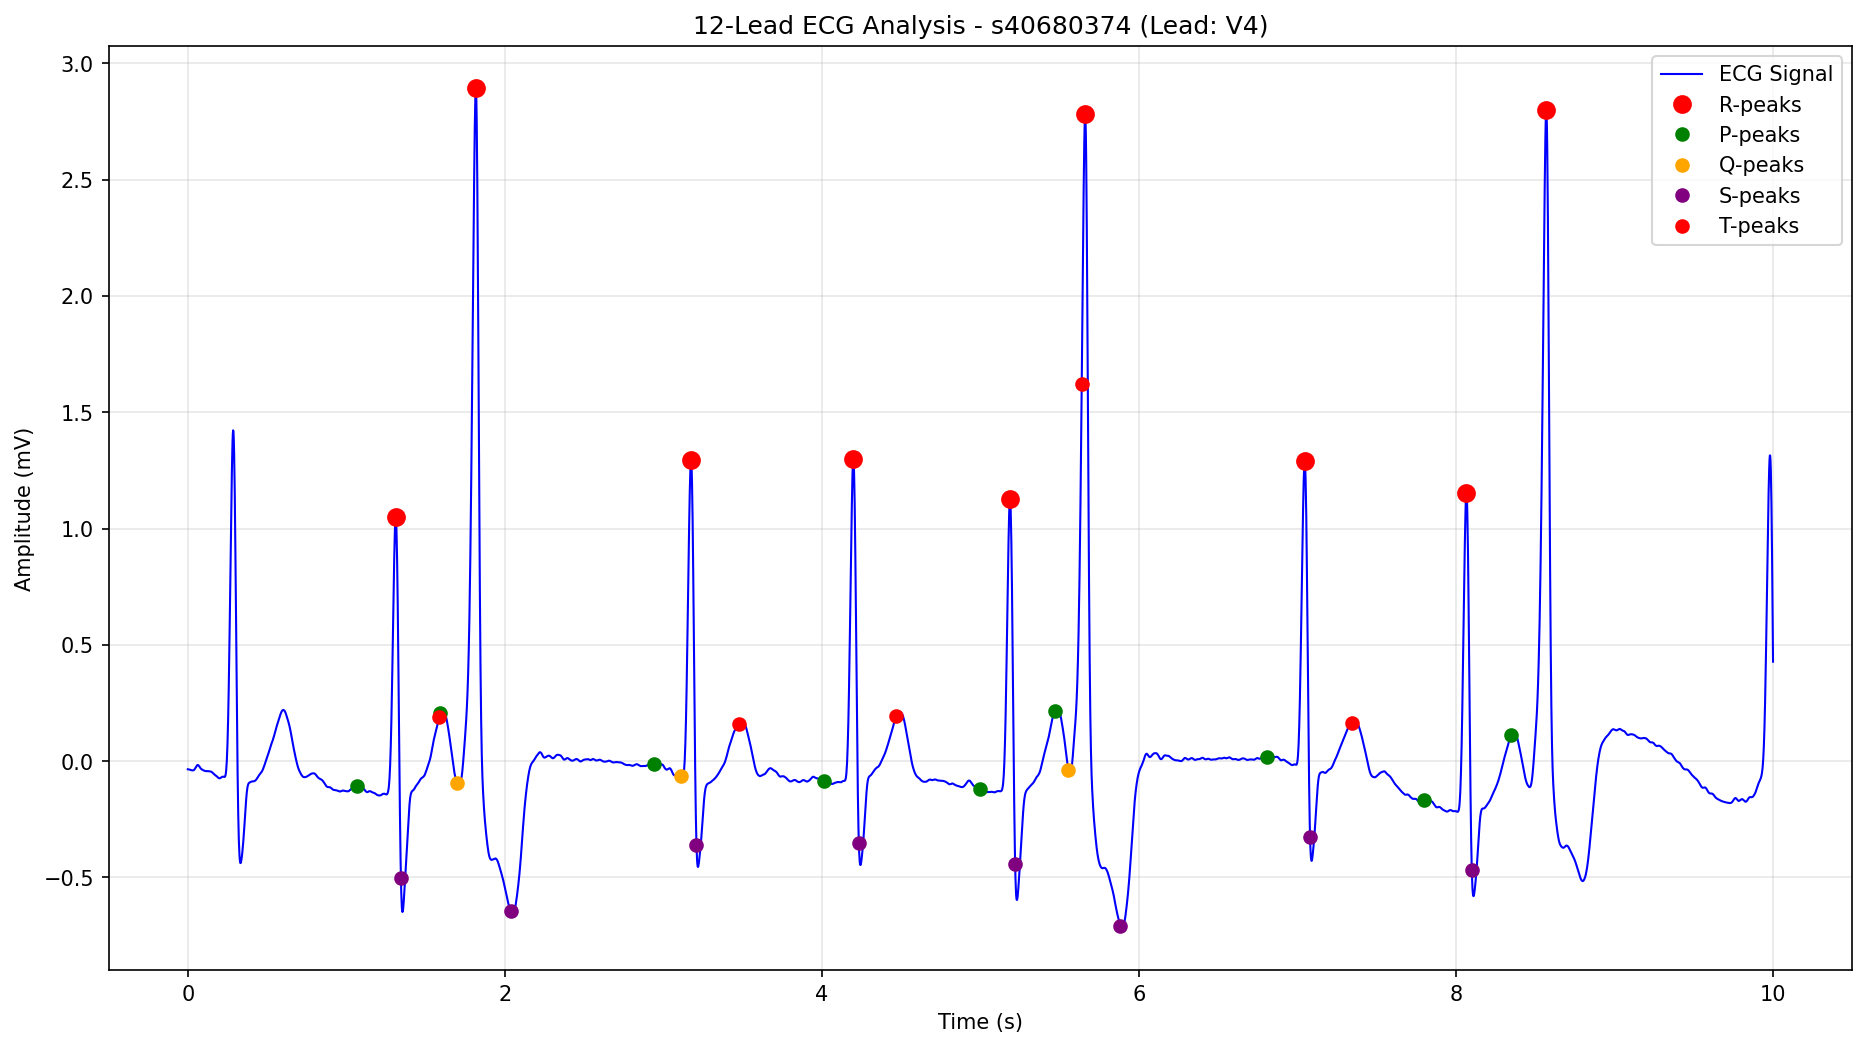 12-Lead ECG Analysis - s40680374 (Lead: V4)
ECG Signal
R-peaks
P-peaks
Q-peaks
S-peaks
T-peaks
Amplitude (mV)
3.0
2.5
2.0
1.5
1.0
0.5
0.0
−0.5
0 2 4 6 8 10
Time (s)